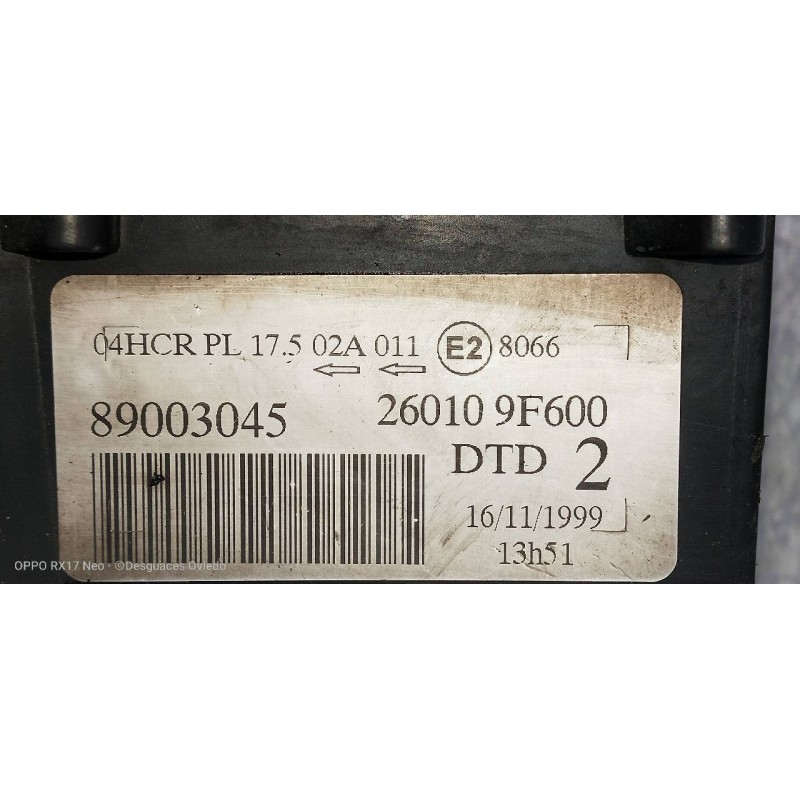 04HCR PL 17.5 02A 011 E2 8066
89003045 26010 9F600
DTD 2
16/11/1999
13h51
OPPO RX17 Neo • ©Desguaces Oviedo